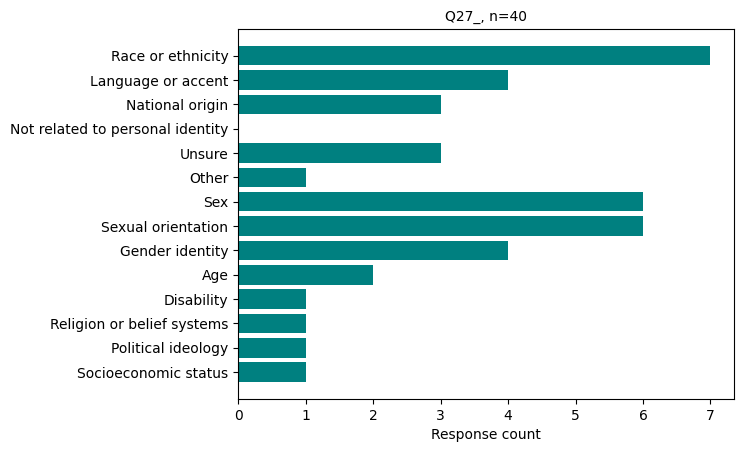 Q27_, n=40
Race or ethnicity
Language or accent
National origin
Not related to personal identity
Unsure
Other
Sex
Sexual orientation
Gender identity
Age
Disability
Religion or belief systems
Political ideology
Socioeconomic status
0 1 2 3 4 5 6 7
Response count